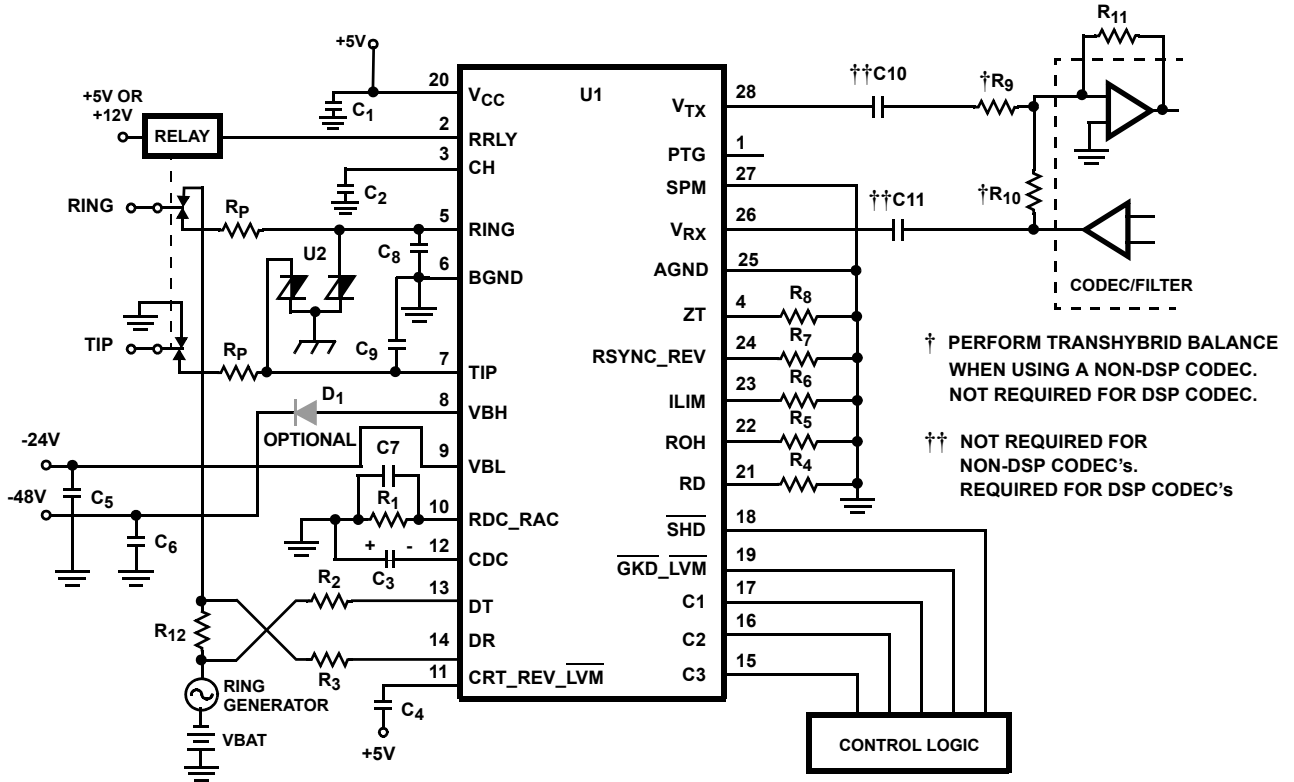 +5V
+5V OR
+12V
RELAY
RING
TIP
RP
RP
U2
C1
C2
C8
C9
D1
OPTIONAL
-24V
-48V
C5
C6
C7
R1
+ -
C3
R2
R3
R12
RING
GENERATOR
VBAT
C4
+5V
U1
20 VCC
2 RRLY
3 CH
5 RING
6 BGND
7 TIP
8 VBH
9 VBL
10 RDC_RAC
12 CDC
13 DT
14 DR
11 CRT_REV_LVM
VTX 28
PTG 1
SPM 27
VRX 26
AGND 25
ZT 4
RSYNC_REV 24
ILIM 23
ROH 22
RD 21
SHD 18
GKD_LVM 19
C1 17
C2 16
C3 15
R8
R7
R6
R5
R4
††C10
†R9
R11
††C11
†R10
CODEC/FILTER
† PERFORM TRANSHYBRID BALANCE
WHEN USING A NON-DSP CODEC.
NOT REQUIRED FOR DSP CODEC.
†† NOT REQUIRED FOR
NON-DSP CODEC's.
REQUIRED FOR DSP CODEC's
CONTROL LOGIC